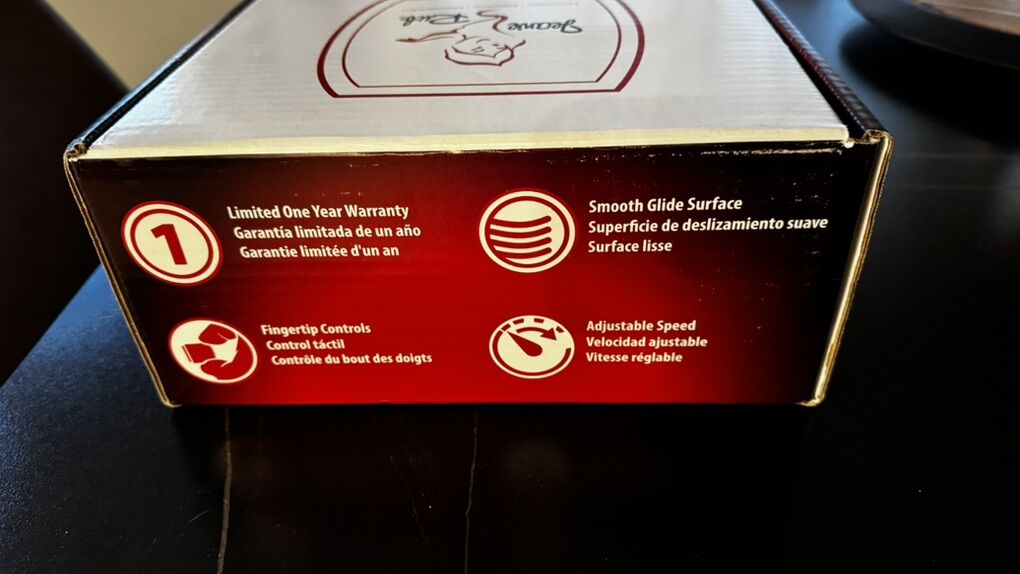 Jeanie
Rub
1
Limited One Year Warranty
Garantía limitada de un año
Garantie limitée d'un an
Smooth Glide Surface
Superficie de deslizamiento suave
Surface lisse
Fingertip Controls
Control táctil
Contrôle du bout des doigts
Adjustable Speed
Velocidad ajustable
Vitesse réglable